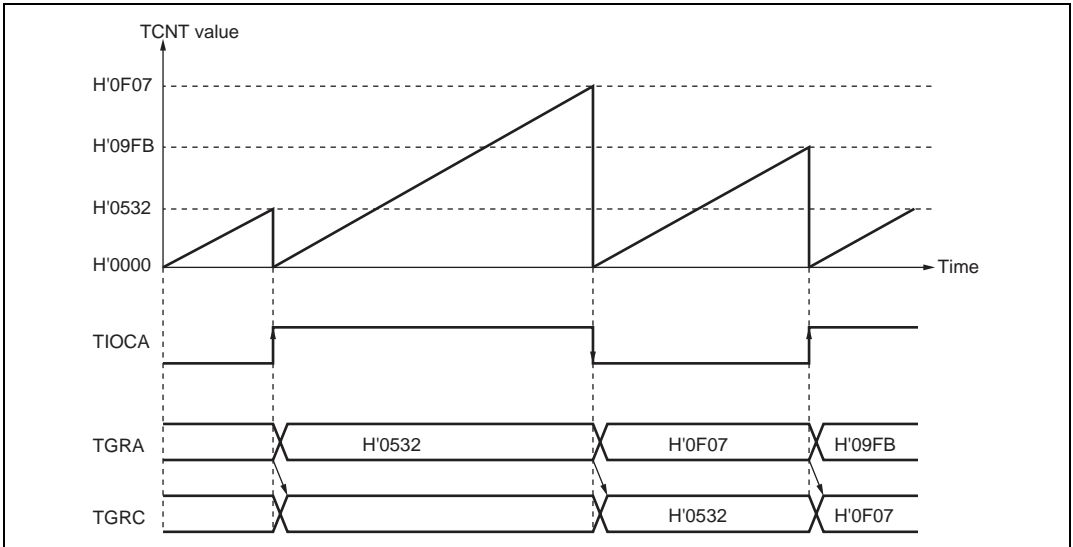 TCNT value
H'0F07
H'09FB
H'0532
H'0000
Time
TIOCA
TGRA
H'0532
H'0F07
H'09FB
TGRC
H'0532
H'0F07